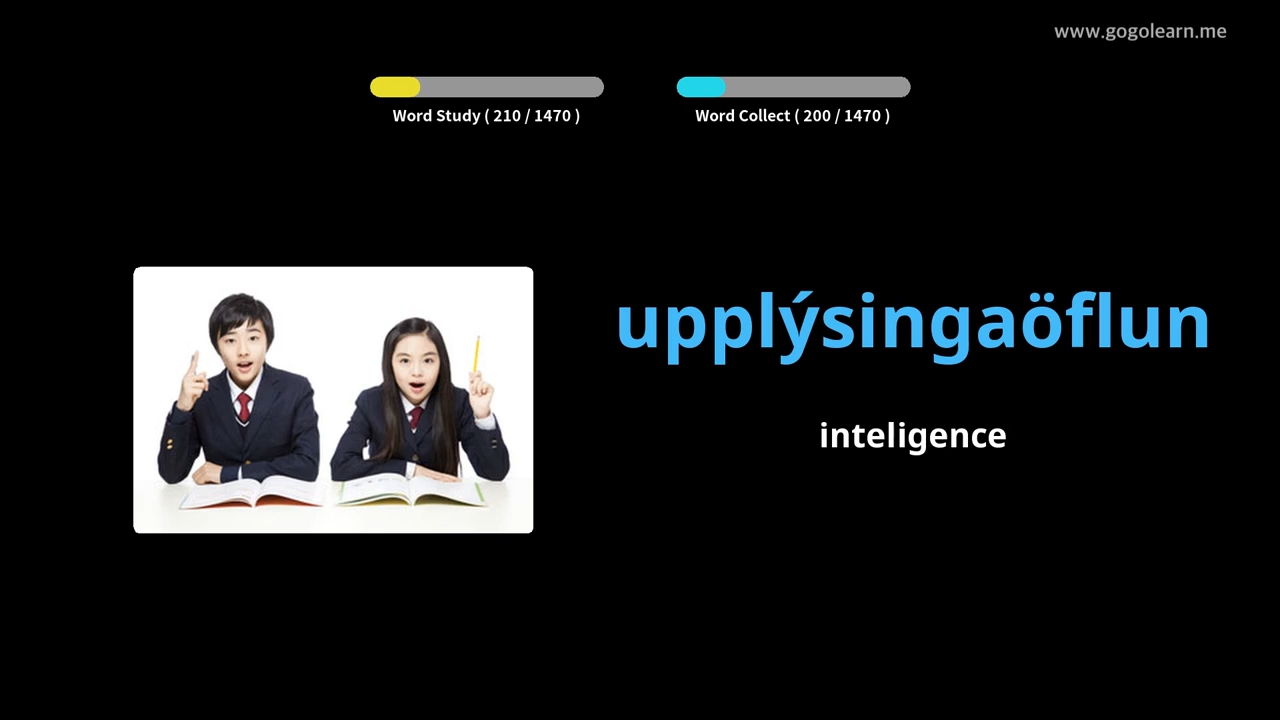 www.gogolearn.me
Word Study ( 210 / 1470 )
Word Collect ( 200 / 1470 )
upplýsingaöflun
inteligence